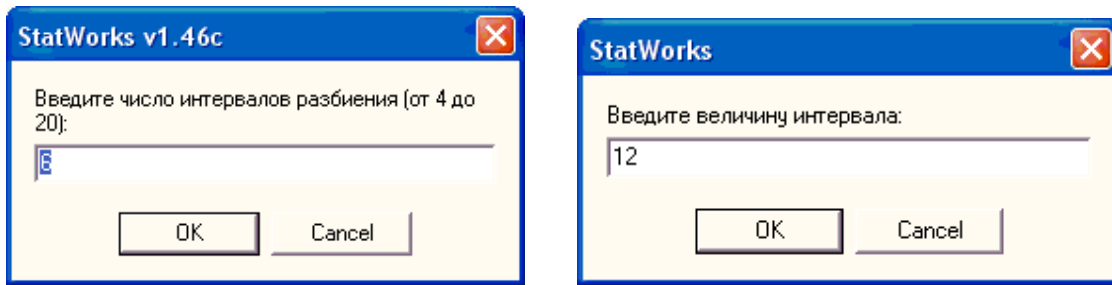 StatWorks v1.46c
Введите число интервалов разбиения (от 4 до
20):
6
OK
Cancel
StatWorks
Введите величину интервала:
12
OK
Cancel